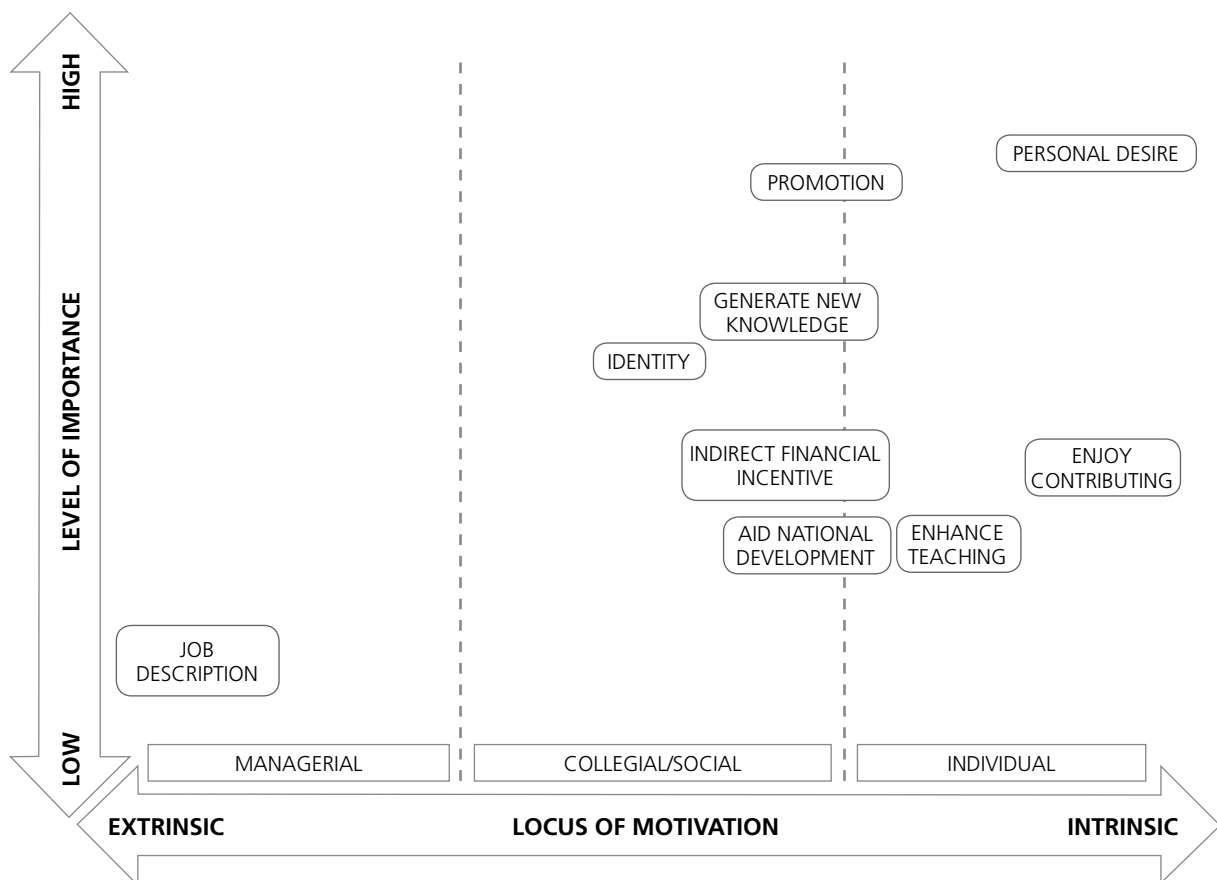 HIGH
LEVEL OF IMPORTANCE
LOW
PERSONAL DESIRE
PROMOTION
GENERATE NEW
KNOWLEDGE
IDENTITY
INDIRECT FINANCIAL
INCENTIVE
ENJOY
CONTRIBUTING
AID NATIONAL
DEVELOPMENT
ENHANCE
TEACHING
JOB
DESCRIPTION
MANAGERIAL
COLLEGIAL/SOCIAL
INDIVIDUAL
EXTRINSIC
LOCUS OF MOTIVATION
INTRINSIC